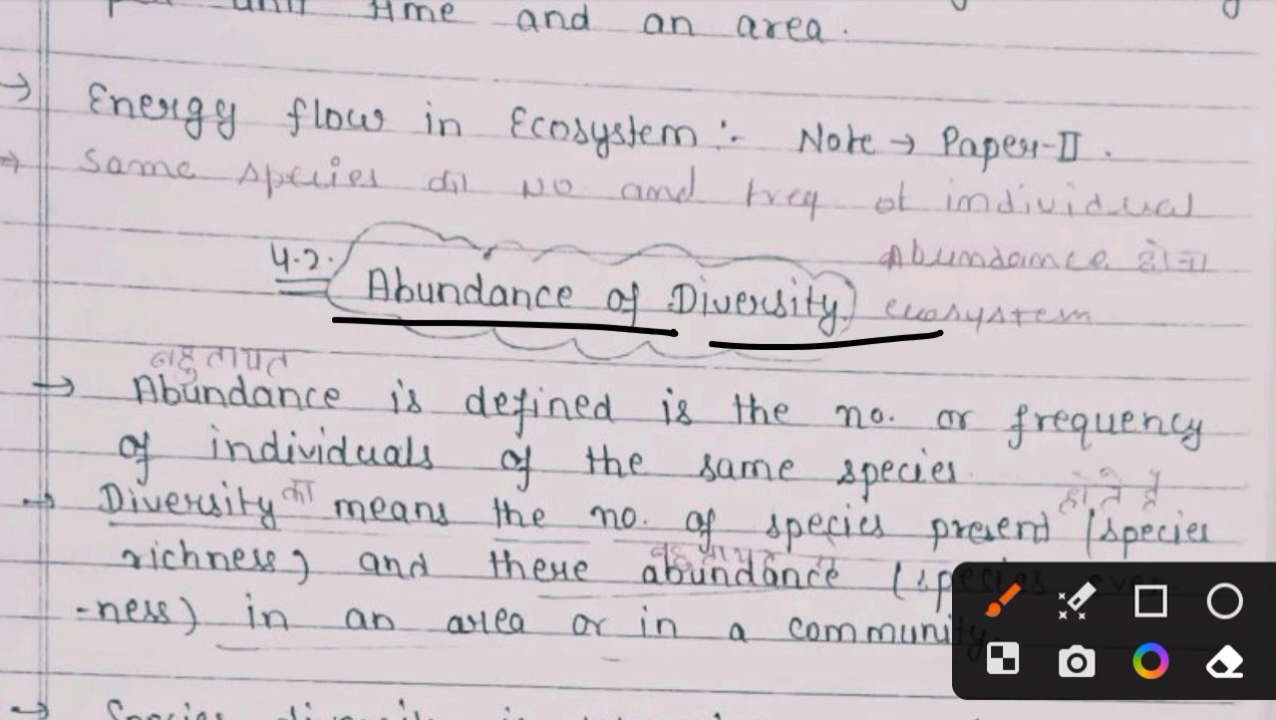 time and an area.
→ Energy flow in Ecosystem :- Note → Paper-II.
→ Same species का No and freq of individual
Abundance होना
4.2. Abundance of Diversity. ecosystem
बहुतायत
→ Abundance is defined is the no. or frequency
of individuals of the same species.
होते हैं
→ Diversity का means the no. of species present (species
richness) and there abundance (species
-ness) in an area or in a community.
→ Species